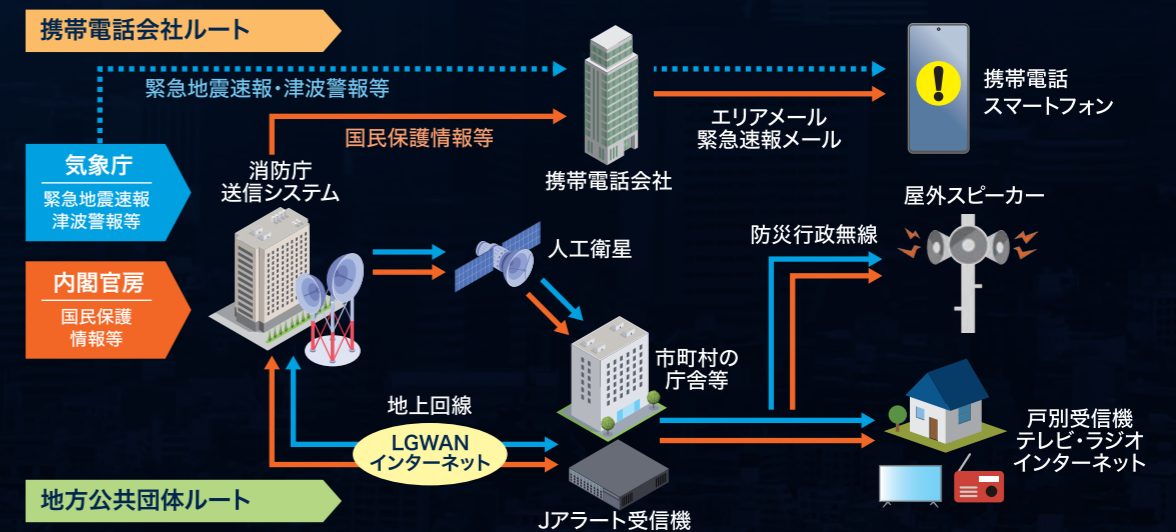 携帯電話会社ルート
緊急地震速報・津波警報等
国民保護情報等
エリアメール
緊急速報メール
携帯電話
スマートフォン
携帯電話会社
気象庁
緊急地震速報
津波警報等
消防庁
送信システム
屋外スピーカー
防災行政無線
人工衛星
内閣官房
国民保護
情報等
市町村の
庁舎等
地上回線
LGWAN
インターネット
戸別受信機
テレビ・ラジオ
インターネット
地方公共団体ルート
Jアラート受信機